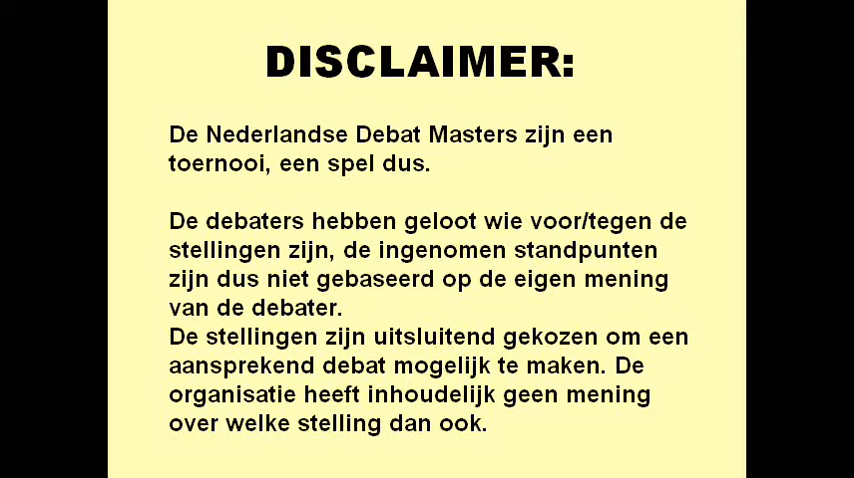 DISCLAIMER:
De Nederlandse Debat Masters zijn een
toernooi, een spel dus.
De debaters hebben geloot wie voor/tegen de
stellingen zijn, de ingenomen standpunten
zijn dus niet gebaseerd op de eigen mening
van de debater.
De stellingen zijn uitsluitend gekozen om een
aansprekend debat mogelijk te maken. De
organisatie heeft inhoudelijk geen mening
over welke stelling dan ook.